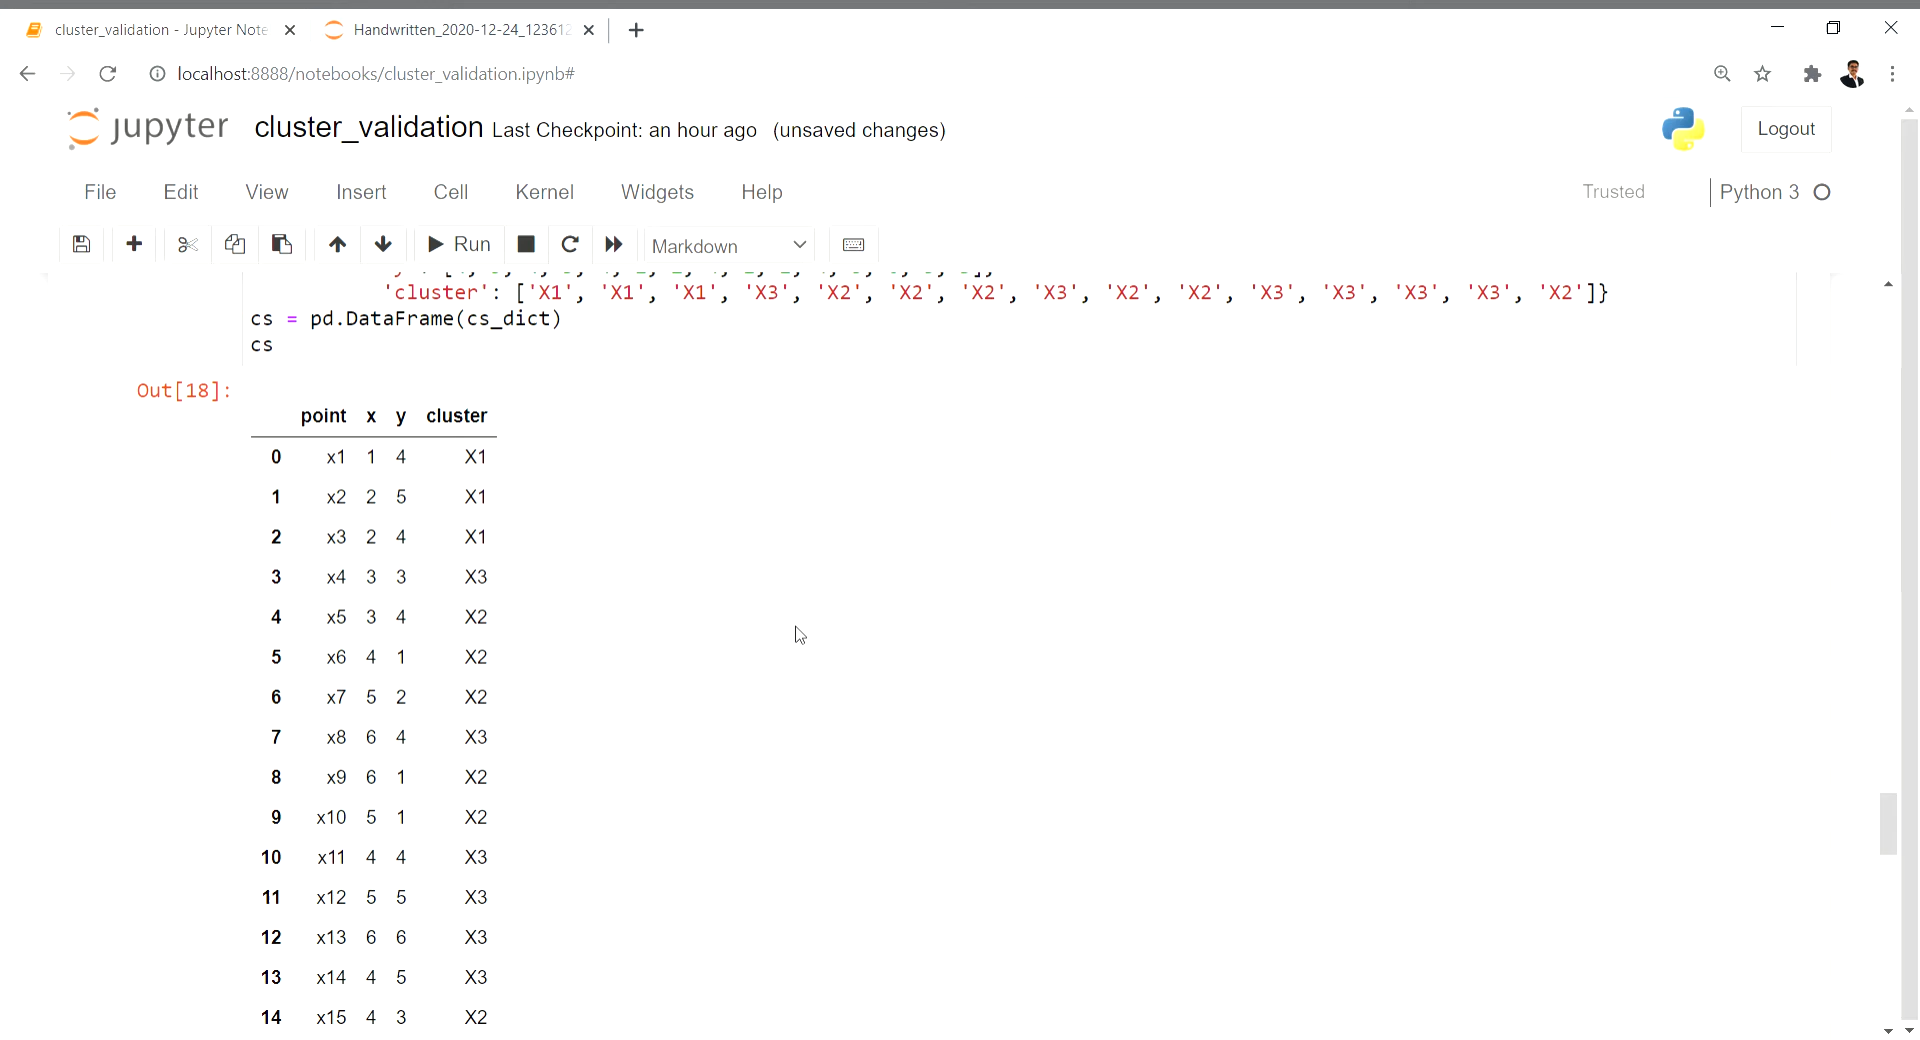 cluster_validation - Jupyter Note
Handwritten_2020-12-24_12361
localhost:8888/notebooks/cluster_validation.ipynb#
jupyter cluster_validation Last Checkpoint: an hour ago (unsaved changes)
Logout
File Edit View Insert Cell Kernel Widgets Help
Trusted Python 3
Run Markdown
'cluster': ['X1', 'X1', 'X1', 'X3', 'X2', 'X2', 'X2', 'X3', 'X2', 'X2', 'X3', 'X3', 'X3', 'X3', 'X2']}
cs = pd.DataFrame(cs_dict)
cs
Out[18]:
point x y cluster
0 x1 1 4 X1
1 x2 2 5 X1
2 x3 2 4 X1
3 x4 3 3 X3
4 x5 3 4 X2
5 x6 4 1 X2
6 x7 5 2 X2
7 x8 6 4 X3
8 x9 6 1 X2
9 x10 5 1 X2
10 x11 4 4 X3
11 x12 5 5 X3
12 x13 6 6 X3
13 x14 4 5 X3
14 x15 4 3 X2